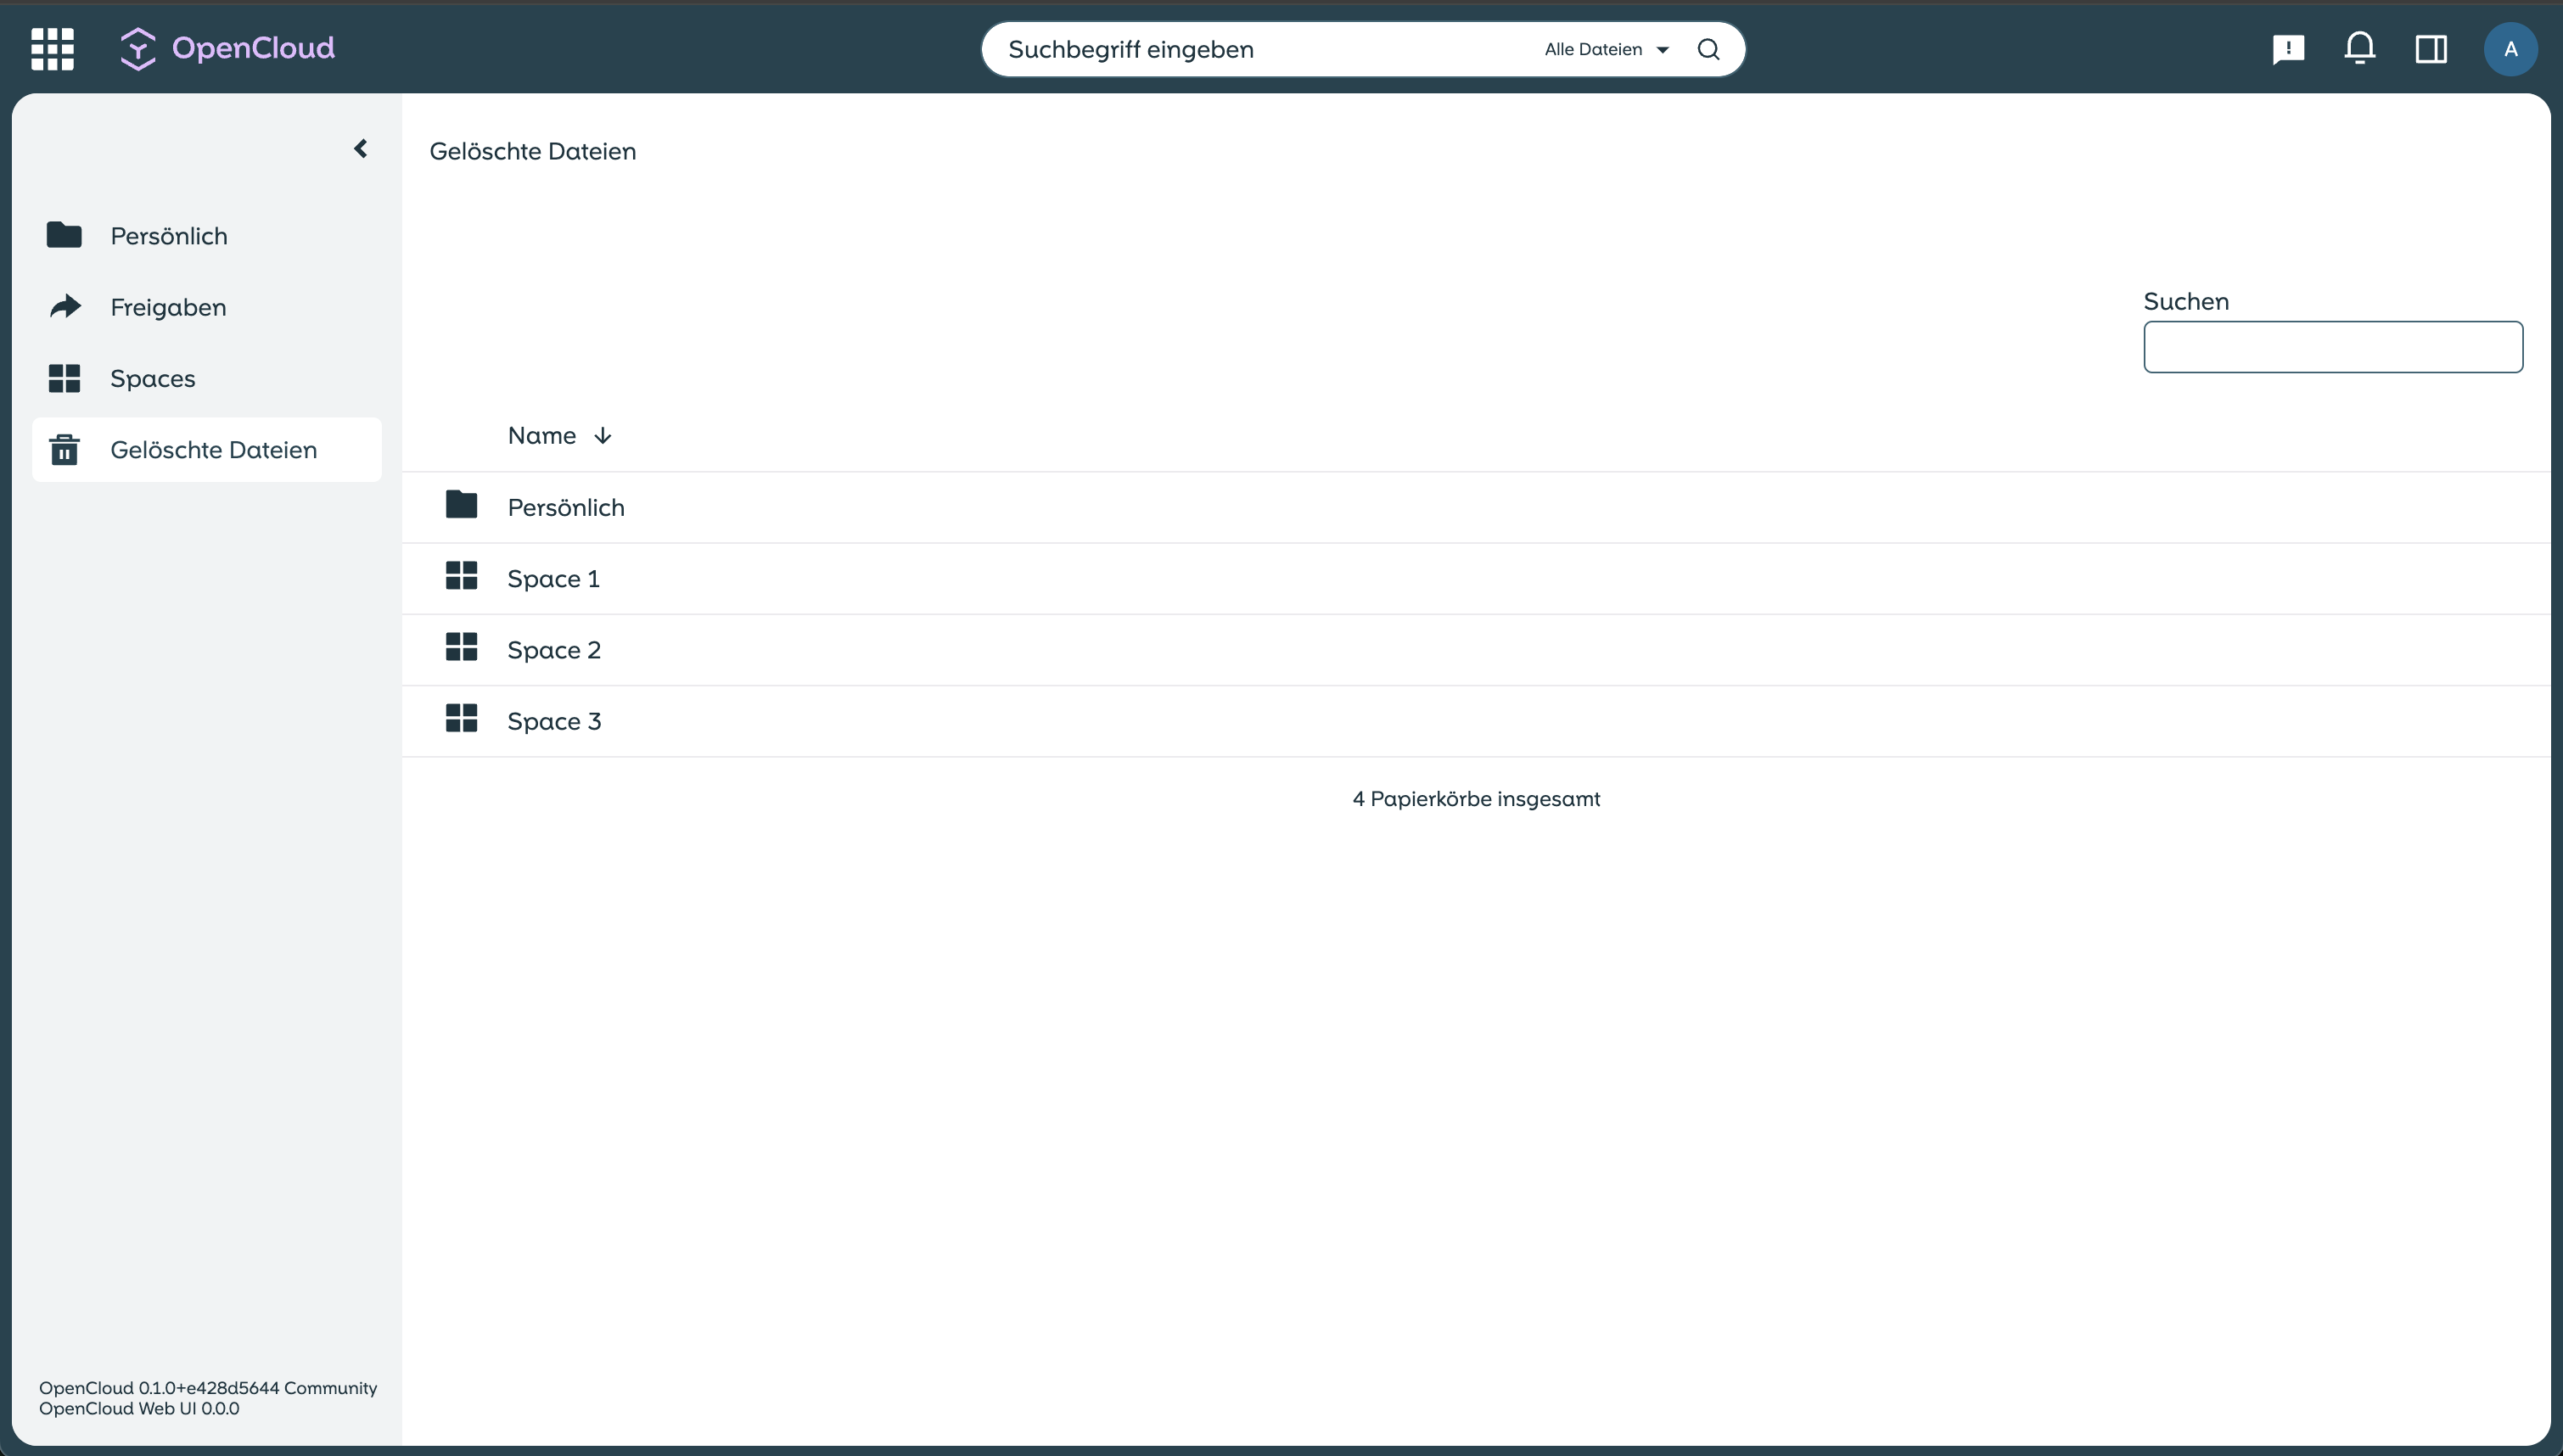 OpenCloud
Suchbegriff eingeben
Alle Dateien
A
Gelöschte Dateien
Persönlich
Freigaben
Spaces
Gelöschte Dateien
Suchen
Name
Persönlich
Space 1
Space 2
Space 3
4 Papierkörbe insgesamt
OpenCloud 0.1.0+e428d5644 Community
OpenCloud Web UI 0.0.0